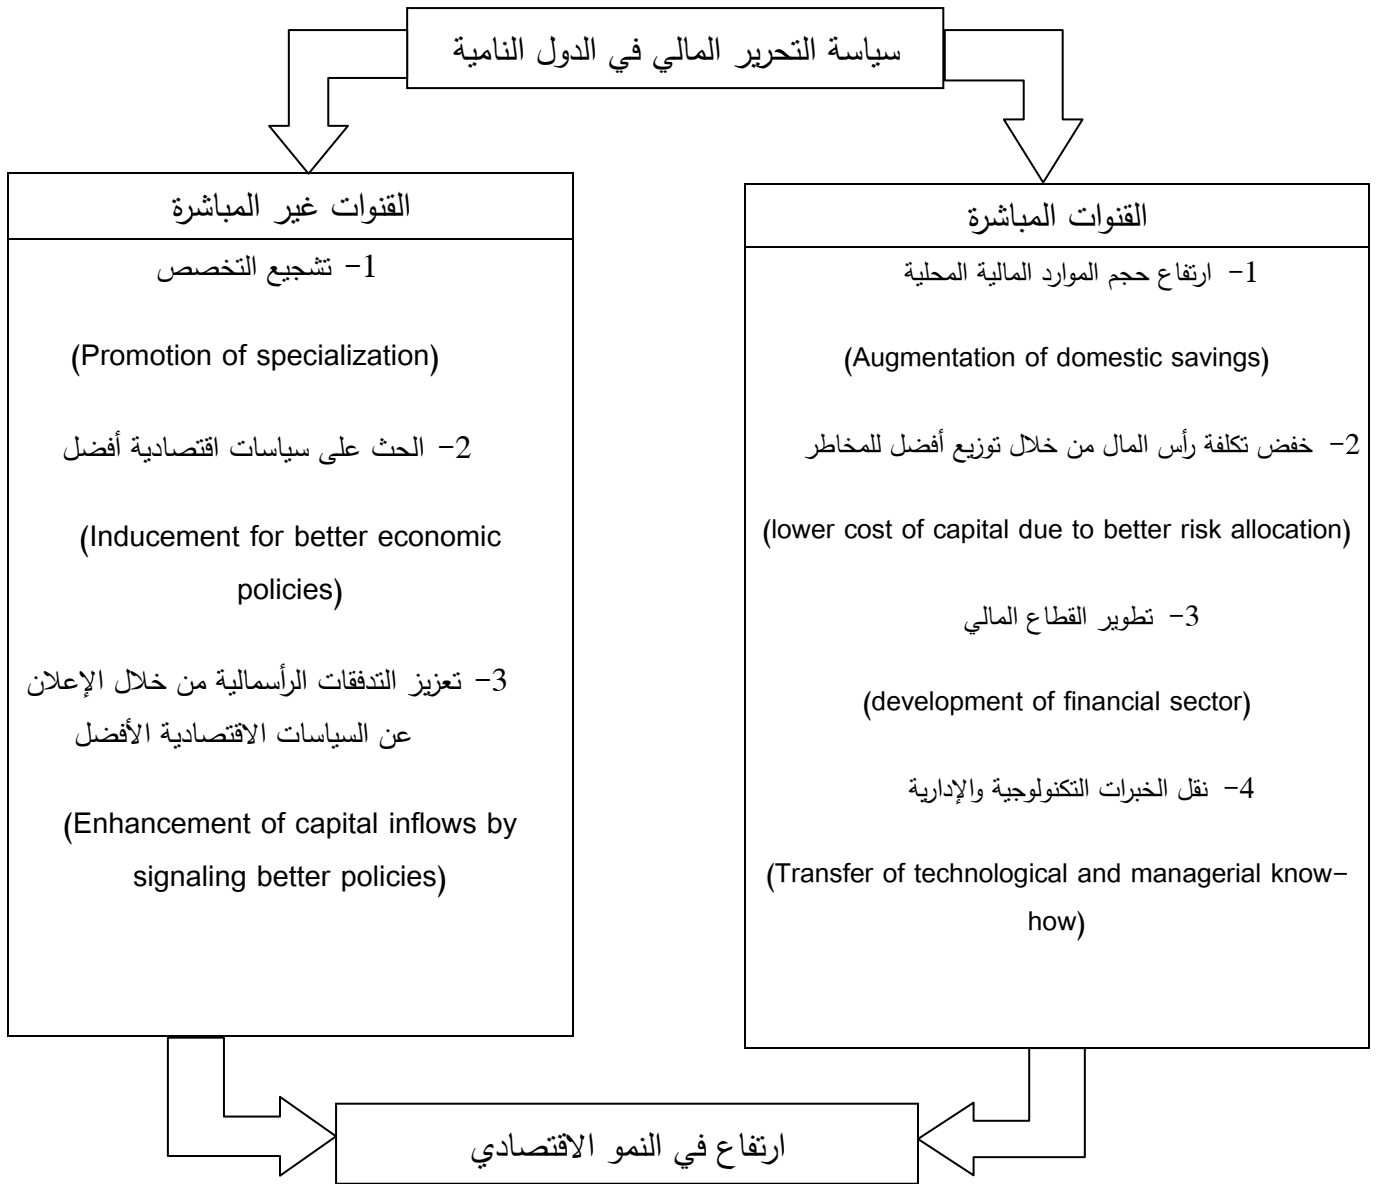 سياسة التحرير المالي في الدول النامية
القنوات المباشرة
1- ارتفاع حجم الموارد المالية المحلية
(Augmentation of domestic savings)
2- خفض تكلفة رأس المال من خلال توزيع أفضل للمخاطر
(lower cost of capital due to better risk allocation)
3- تطوير القطاع المالي
(development of financial sector)
4- نقل الخبرات التكنولوجية والإدارية
(Transfer of technological and managerial know-
how)
القنوات غير المباشرة
1- تشجيع التخصص
(Promotion of specialization)
2- الحث على سياسات اقتصادية أفضل
(Inducement for better economic
policies)
3- تعزيز التدفقات الرأسمالية من خلال الإعلان
عن السياسات الاقتصادية الأفضل
(Enhancement of capital inflows by
signaling better policies)
ارتفاع في النمو الاقتصادي